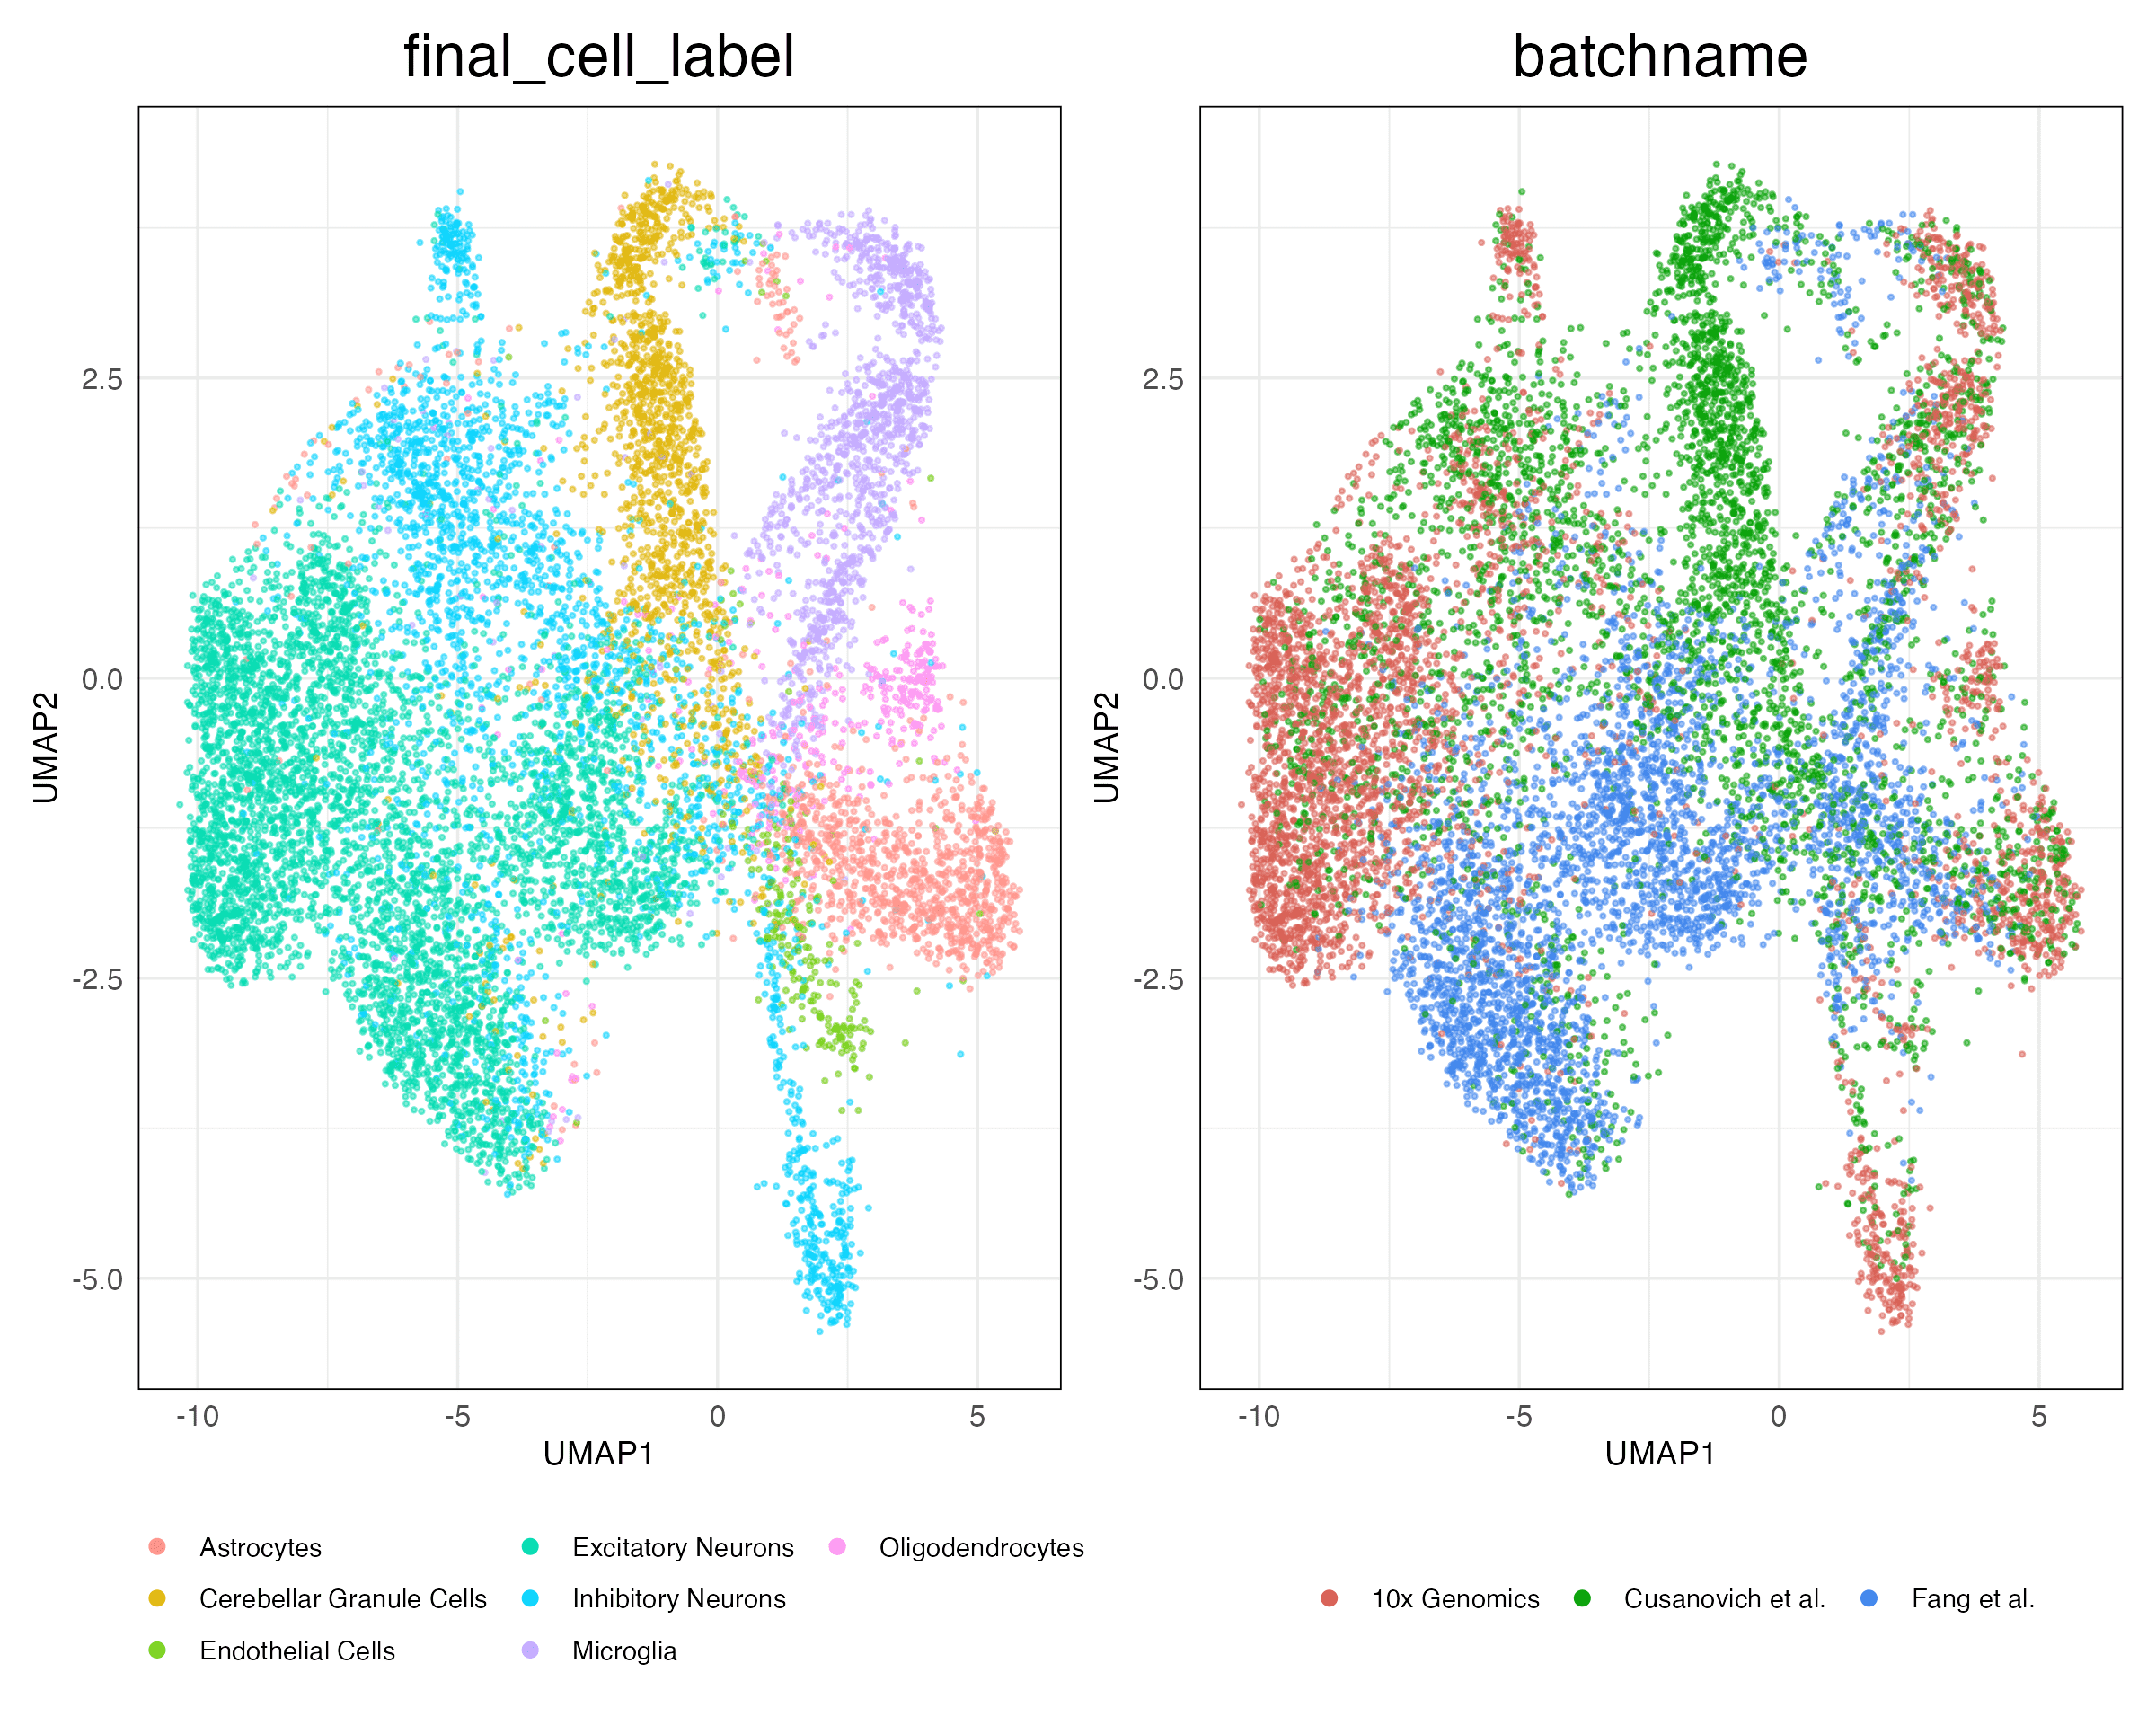 final_cell_label
batchname
2.5
0.0
-2.5
-5.0
UMAP2
-10
-5
0
5
UMAP1
2.5
0.0
-2.5
-5.0
UMAP2
-10
-5
0
5
UMAP1
Astrocytes
Cerebellar Granule Cells
Endothelial Cells
Excitatory Neurons
Inhibitory Neurons
Microglia
Oligodendrocytes
10x Genomics
Cusanovich et al.
Fang et al.